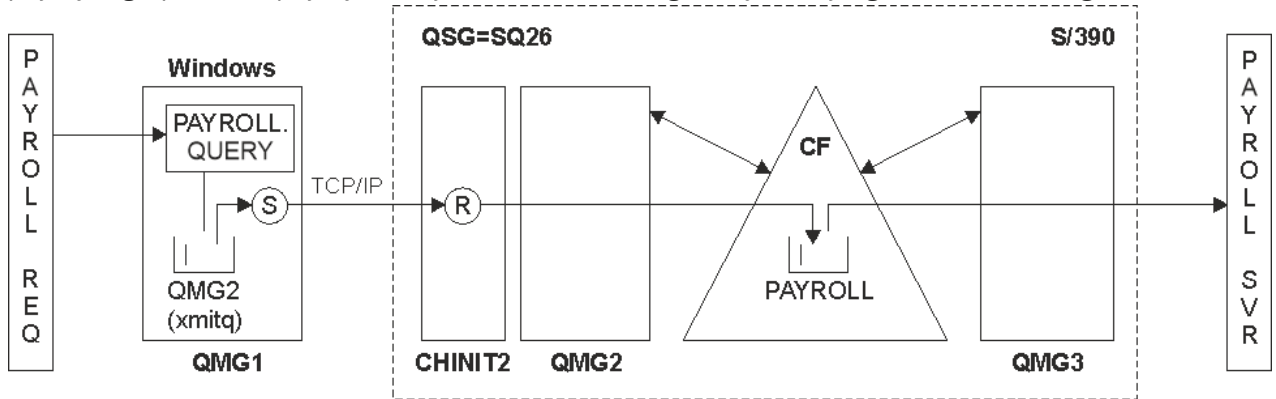 QSG=SQ26
S/390
P
A
Y
R
O
L
L
R
E
Q
Windows
PAYROLL.
QUERY
TCP/IP
S
QMG2
(xmitq)
QMG1
R
CHINIT2
QMG2
CF
PAYROLL
QMG3
P
A
Y
R
O
L
L
S
V
R